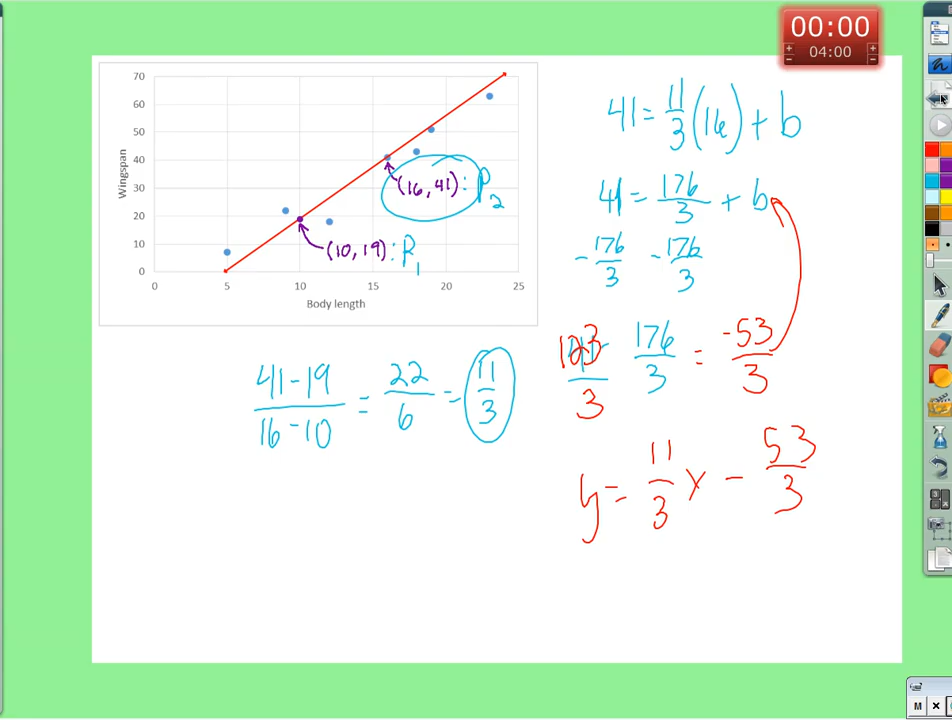 00:00
04:00
70
60
50
40
30
20
10
0
Wingspan
0 5 10 15 20 25
Body length
(16, 41) : P2
(10, 19) : P1
41-19/16-10 = 22/6 = 11/3
41 = 11/3 (16) + b
41 = 176/3 + b
- 176/3 - 176/3
123/3 176/3 = -53/3
y = 11/3 x - 53/3
M